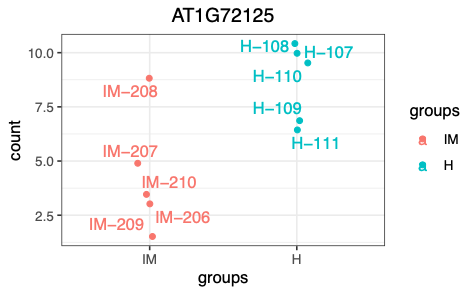 AT1G72125
count
10.0
7.5
5.0
2.5
H−108
H−107
H−110
IM−208
H−109
H−111
IM−207
IM−210
IM−206
IM−209
IM
H
groups
groups
a IM
a H